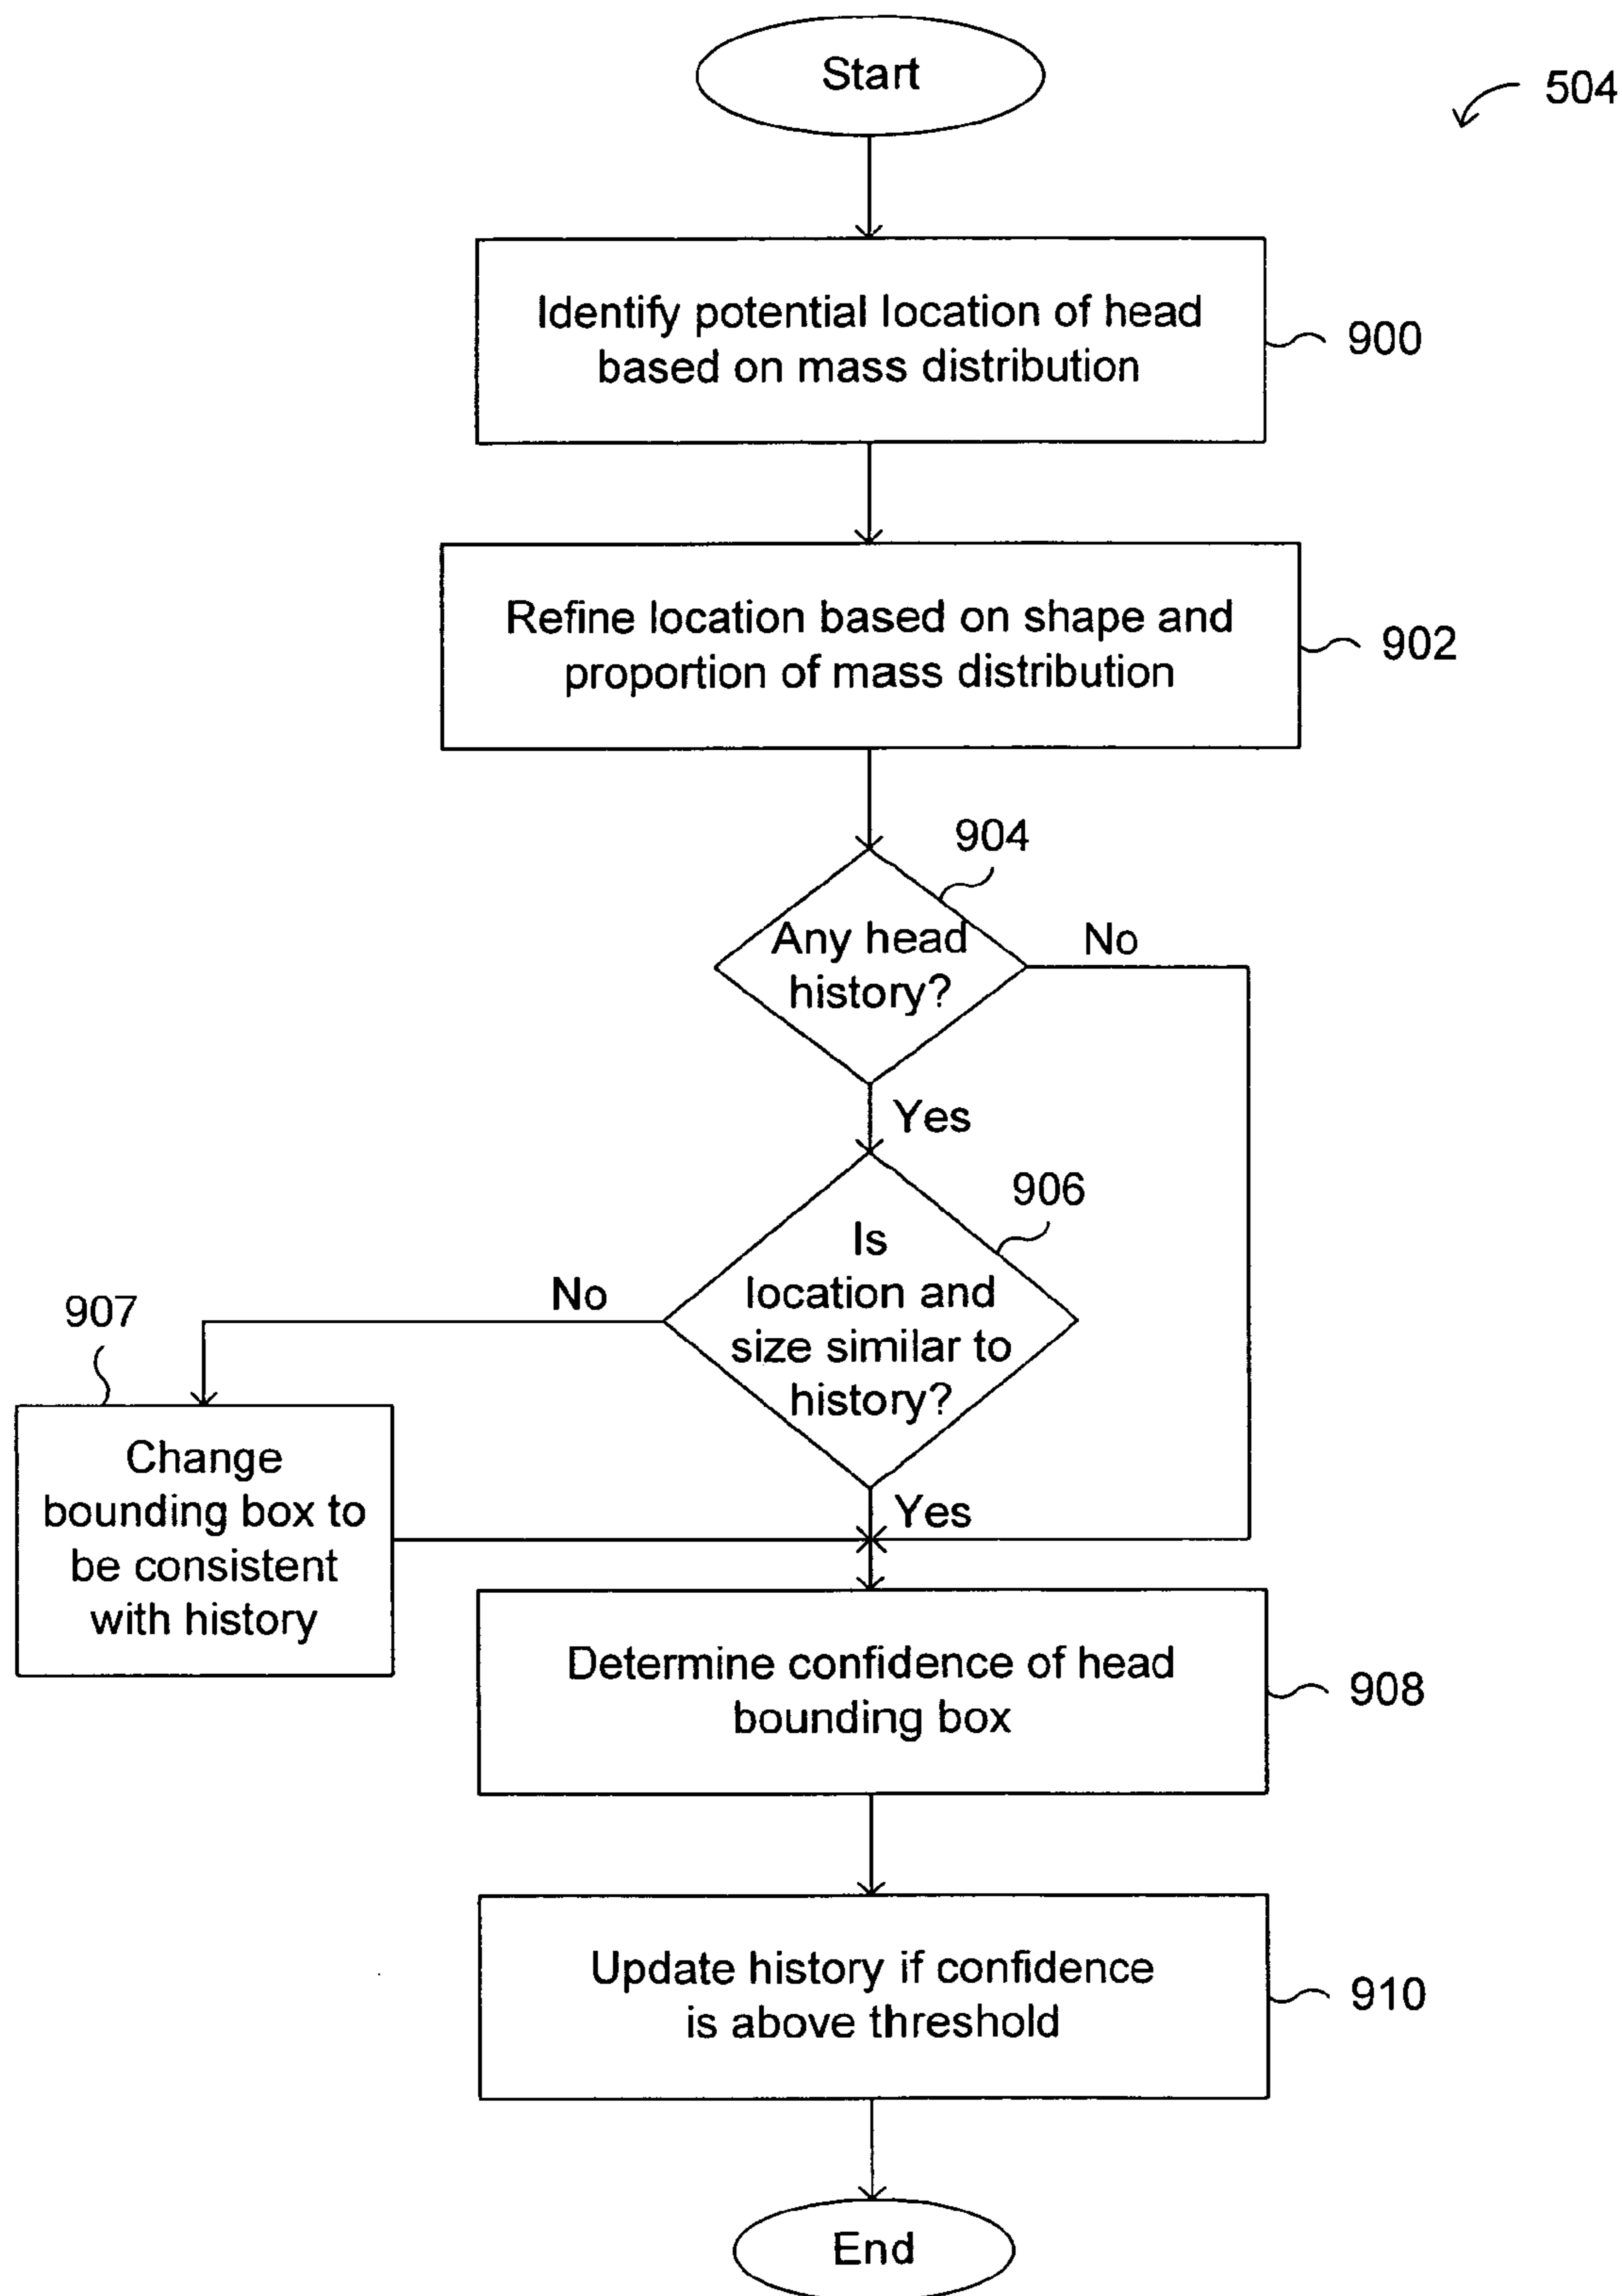 Start
504
Identify potential location of head
based on mass distribution
900
Refine location based on shape and
proportion of mass distribution
902
904
Any head
history?
No
Yes
906
Is
location and
size similar to
history?
No
907
Change
bounding box to
be consistent
with history
Yes
Determine confidence of head
bounding box
908
Update history if confidence
is above threshold
910
End